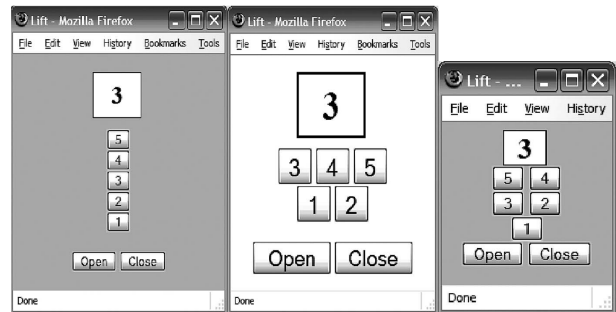 Lift - Mozilla Firefox
File Edit View History Bookmarks Tools
3
5
4
3
2
1
Open Close
Done
Lift - Mozilla Firefox
File Edit View History Bookmarks Tools
3
3 4 5
1 2
Open Close
Done
Lift - ...
File Edit View History
3
5 4
3 2
1
Open Close
Done